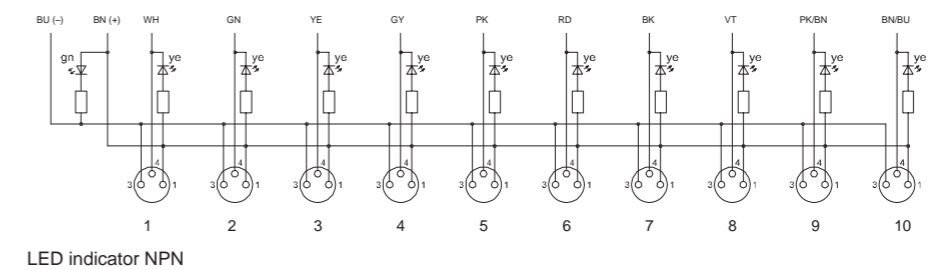 BU (–) BN (+) WH GN YE GY PK RD BK VT PK/BN BN/BU
gn ye ye ye ye ye ye ye ye ye ye
4 4 4 4 4 4 4 4 4 4
3 1 3 1 3 1 3 1 3 1 3 1 3 1 3 1 3 1 3 1
1 2 3 4 5 6 7 8 9 10
LED indicator NPN